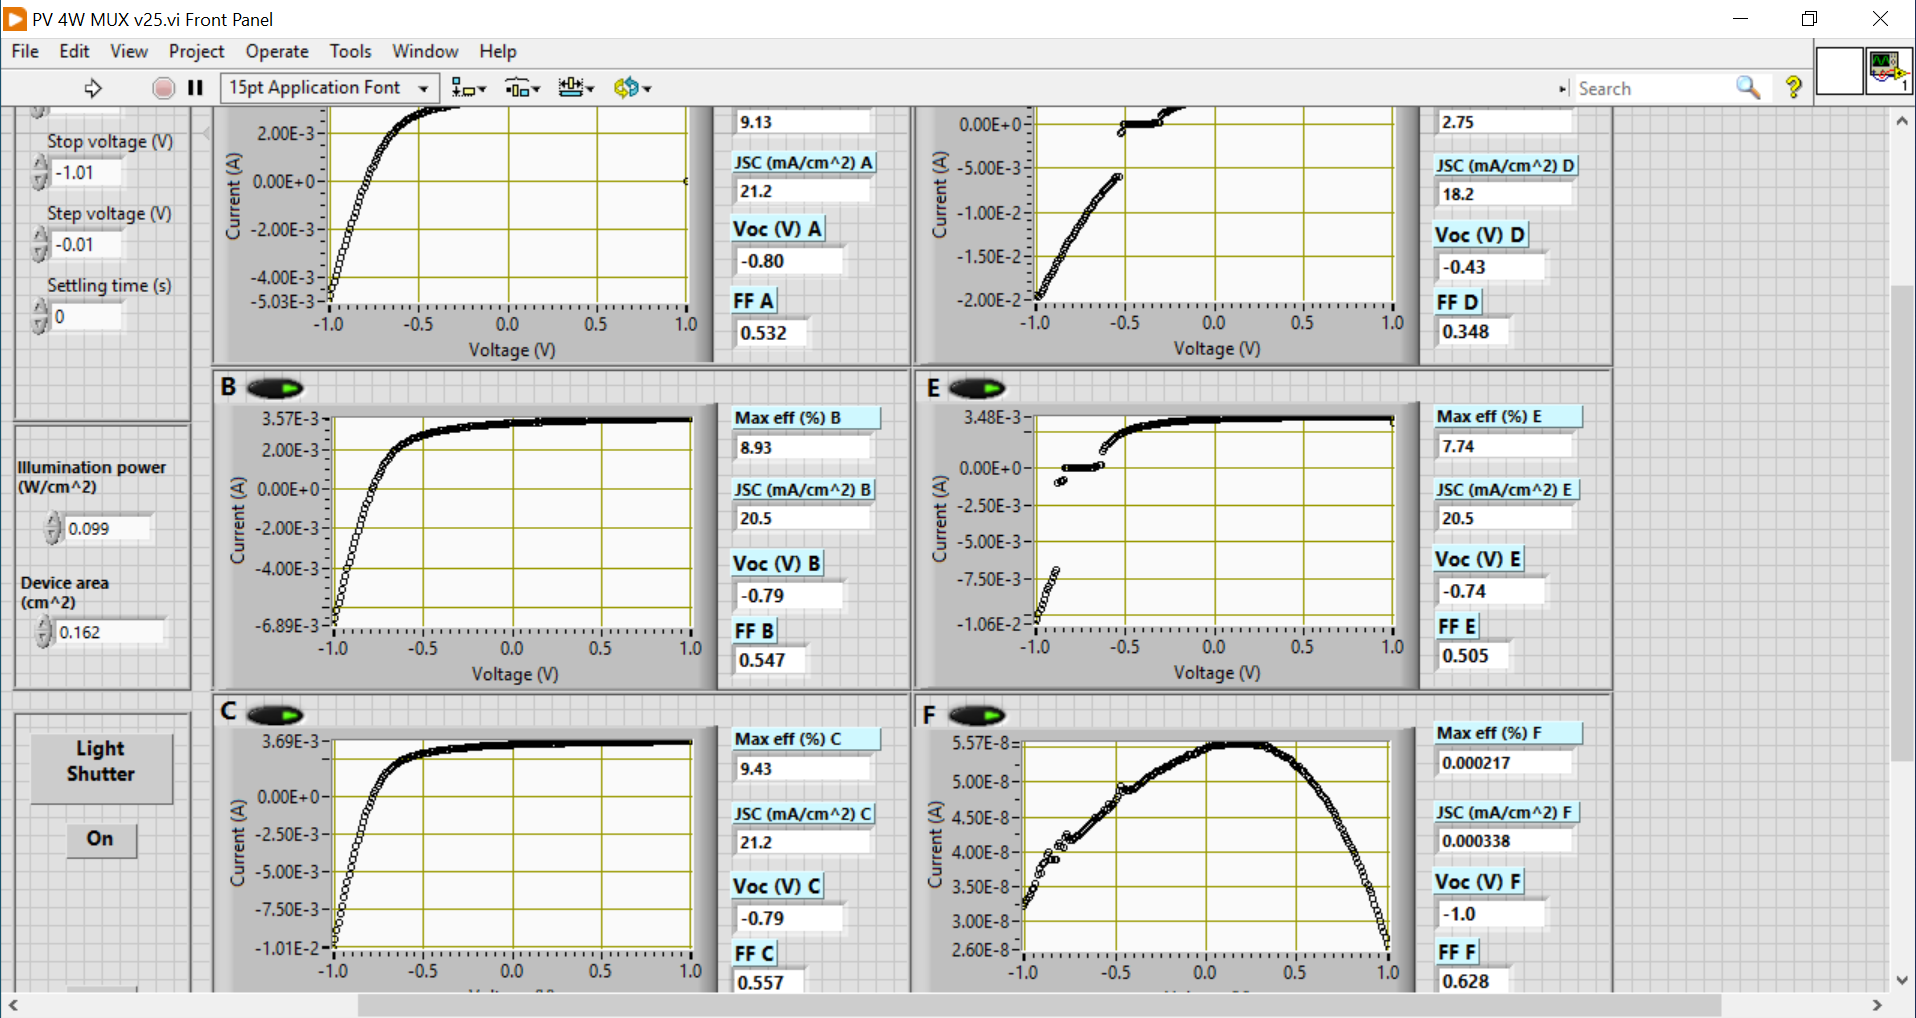 PV 4W MUX v25.vi Front Panel
File Edit View Project Operate Tools Window Help
15pt Application Font
Search
1
Stop voltage (V)
-1.01
Step voltage (V)
-0.01
Settling time (s)
0
Illumination power
(W/cm^2)
0.099
Device area
(cm^2)
0.162
Light
Shutter
On
Current (A)
2.00E-3
0.00E+0
-2.00E-3
-4.00E-3
-5.03E-3
-1.0 -0.5 0.0 0.5 1.0
Voltage (V)
9.13
JSC (mA/cm^2) A
21.2
Voc (V) A
-0.80
FF A
0.532
Current (A)
0.00E+0
-5.00E-3
-1.00E-2
-1.50E-2
-2.00E-2
-1.0 -0.5 0.0 0.5 1.0
Voltage (V)
2.75
JSC (mA/cm^2) D
18.2
Voc (V) D
-0.43
FF D
0.348
B
Current (A)
3.57E-3
2.00E-3
0.00E+0
-2.00E-3
-4.00E-3
-6.89E-3
-1.0 -0.5 0.0 0.5 1.0
Voltage (V)
Max eff (%) B
8.93
JSC (mA/cm^2) B
20.5
Voc (V) B
-0.79
FF B
0.547
E
Current (A)
3.48E-3
0.00E+0
-2.50E-3
-5.00E-3
-7.50E-3
-1.06E-2
-1.0 -0.5 0.0 0.5 1.0
Voltage (V)
Max eff (%) E
7.74
JSC (mA/cm^2) E
20.5
Voc (V) E
-0.74
FF E
0.505
C
Current (A)
3.69E-3
0.00E+0
-2.50E-3
-5.00E-3
-7.50E-3
-1.01E-2
-1.0 -0.5 0.0 0.5 1.0
Max eff (%) C
9.43
JSC (mA/cm^2) C
21.2
Voc (V) C
-0.79
FF C
0.557
F
Current (A)
5.57E-8
5.00E-8
4.50E-8
4.00E-8
3.50E-8
3.00E-8
2.60E-8
-1.0 -0.5 0.0 0.5 1.0
Max eff (%) F
0.000217
JSC (mA/cm^2) F
0.000338
Voc (V) F
-1.0
FF F
0.628